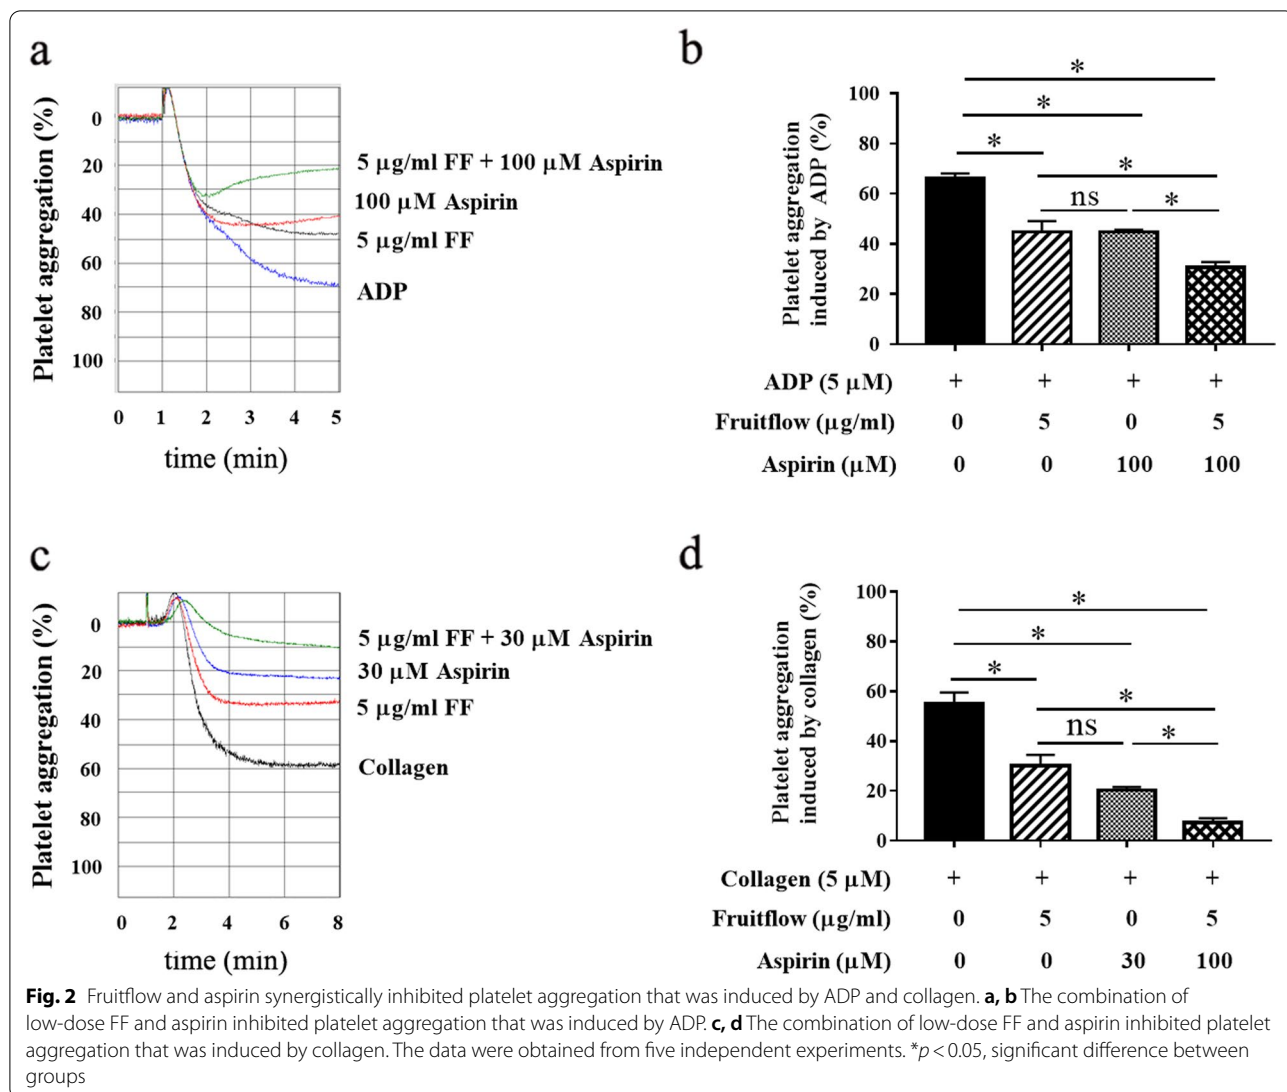 a
Platelet aggregation (%)
0
20
40
60
80
100
0 1 2 3 4 5
time (min)
5 μg/ml FF + 100 μM Aspirin
100 μM Aspirin
5 μg/ml FF
ADP
b
Platelet aggregation
induced by ADP (%)
100
80
60
40
20
0
*
*
* *
ns *
ADP (5 μM) + + + +
Fruitflow (μg/ml) 0 5 0 5
Aspirin (μM) 0 0 100 100
c
Platelet aggregation (%)
0
20
40
60
80
100
0 2 4 6 8
time (min)
5 μg/ml FF + 30 μM Aspirin
30 μM Aspirin
5 μg/ml FF
Collagen
d
Platelet aggregation
induced by collagen (%)
100
80
60
40
20
0
*
*
* *
ns *
Collagen (5 μM) + + + +
Fruitflow (μg/ml) 0 5 0 5
Aspirin (μM) 0 0 30 100
Fig. 2 Fruitflow and aspirin synergistically inhibited platelet aggregation that was induced by ADP and collagen. a, b The combination of
low-dose FF and aspirin inhibited platelet aggregation that was induced by ADP. c, d The combination of low-dose FF and aspirin inhibited platelet
aggregation that was induced by collagen. The data were obtained from five independent experiments. *p < 0.05, significant difference between
groups